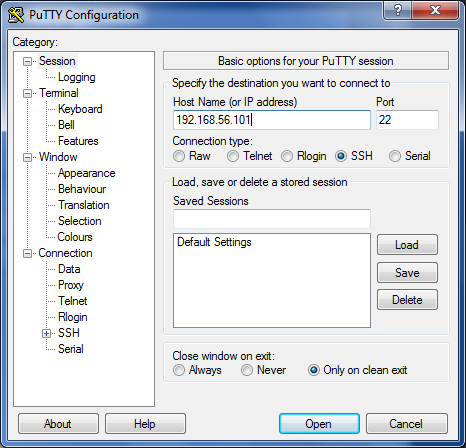 PuTTY Configuration
Category:
Session
Logging
Terminal
Keyboard
Bell
Features
Window
Appearance
Behaviour
Translation
Selection
Colours
Connection
Data
Proxy
Telnet
Rlogin
SSH
Serial
Basic options for your PuTTY session
Specify the destination you want to connect to
Host Name (or IP address) Port
192.168.56.101 22
Connection type:
Raw Telnet Rlogin SSH Serial
Load, save or delete a stored session
Saved Sessions
Default Settings
Load
Save
Delete
Close window on exit:
Always Never Only on clean exit
About Help Open Cancel